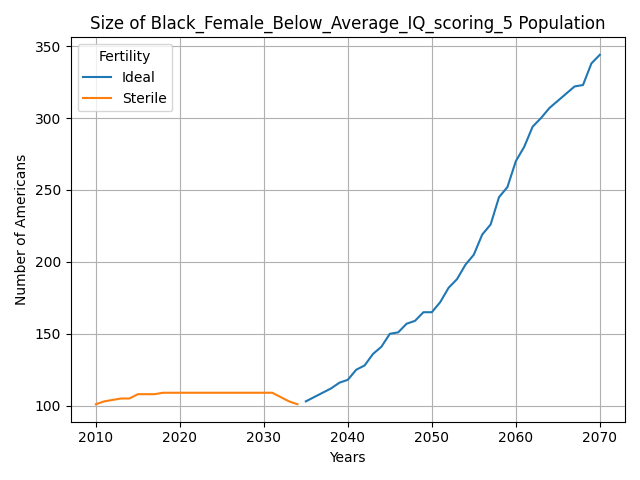 Size of Black_Female_Below_Average_IQ_scoring_5 Population
350
300
250
200
150
100
Number of Americans
Fertility
Ideal
Sterile
2010 2020 2030 2040 2050 2060 2070
Years